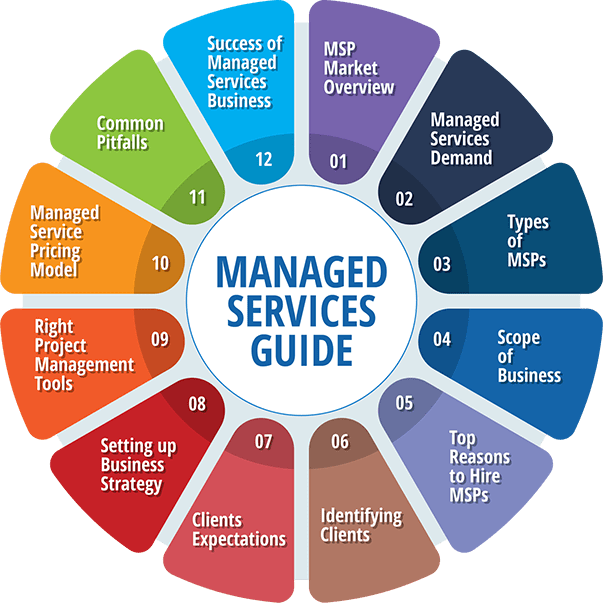 MANAGED
SERVICES
GUIDE
MSP
Market
Overview
01
Managed
Services
Demand
02
Types
of
MSPs
03
Scope
of
Business
04
Top
Reasons
to Hire
MSPs
05
Identifying
Clients
06
Clients
Expectations
07
Setting up
Business
Strategy
08
Right
Project
Management
Tools
09
Managed
Service
Pricing
Model
10
Common
Pitfalls
11
Success of
Managed
Services
Business
12